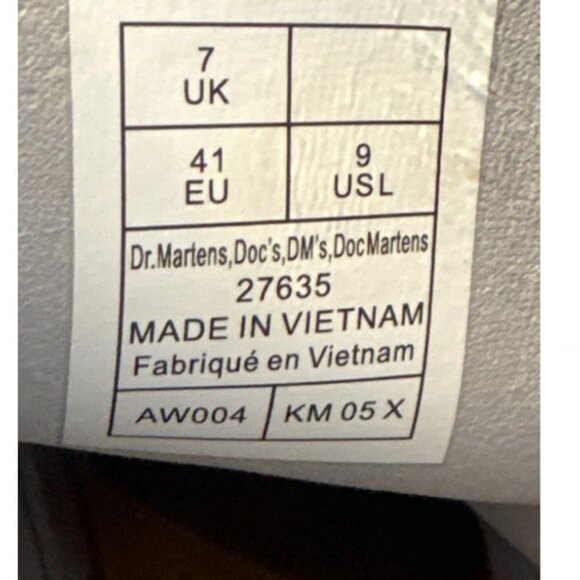 7
UK
41
EU
9
USL
Dr.Martens,Doc's,DM's,DocMartens
27635
MADE IN VIETNAM
Fabriqué en Vietnam
AW004
KM 05 X